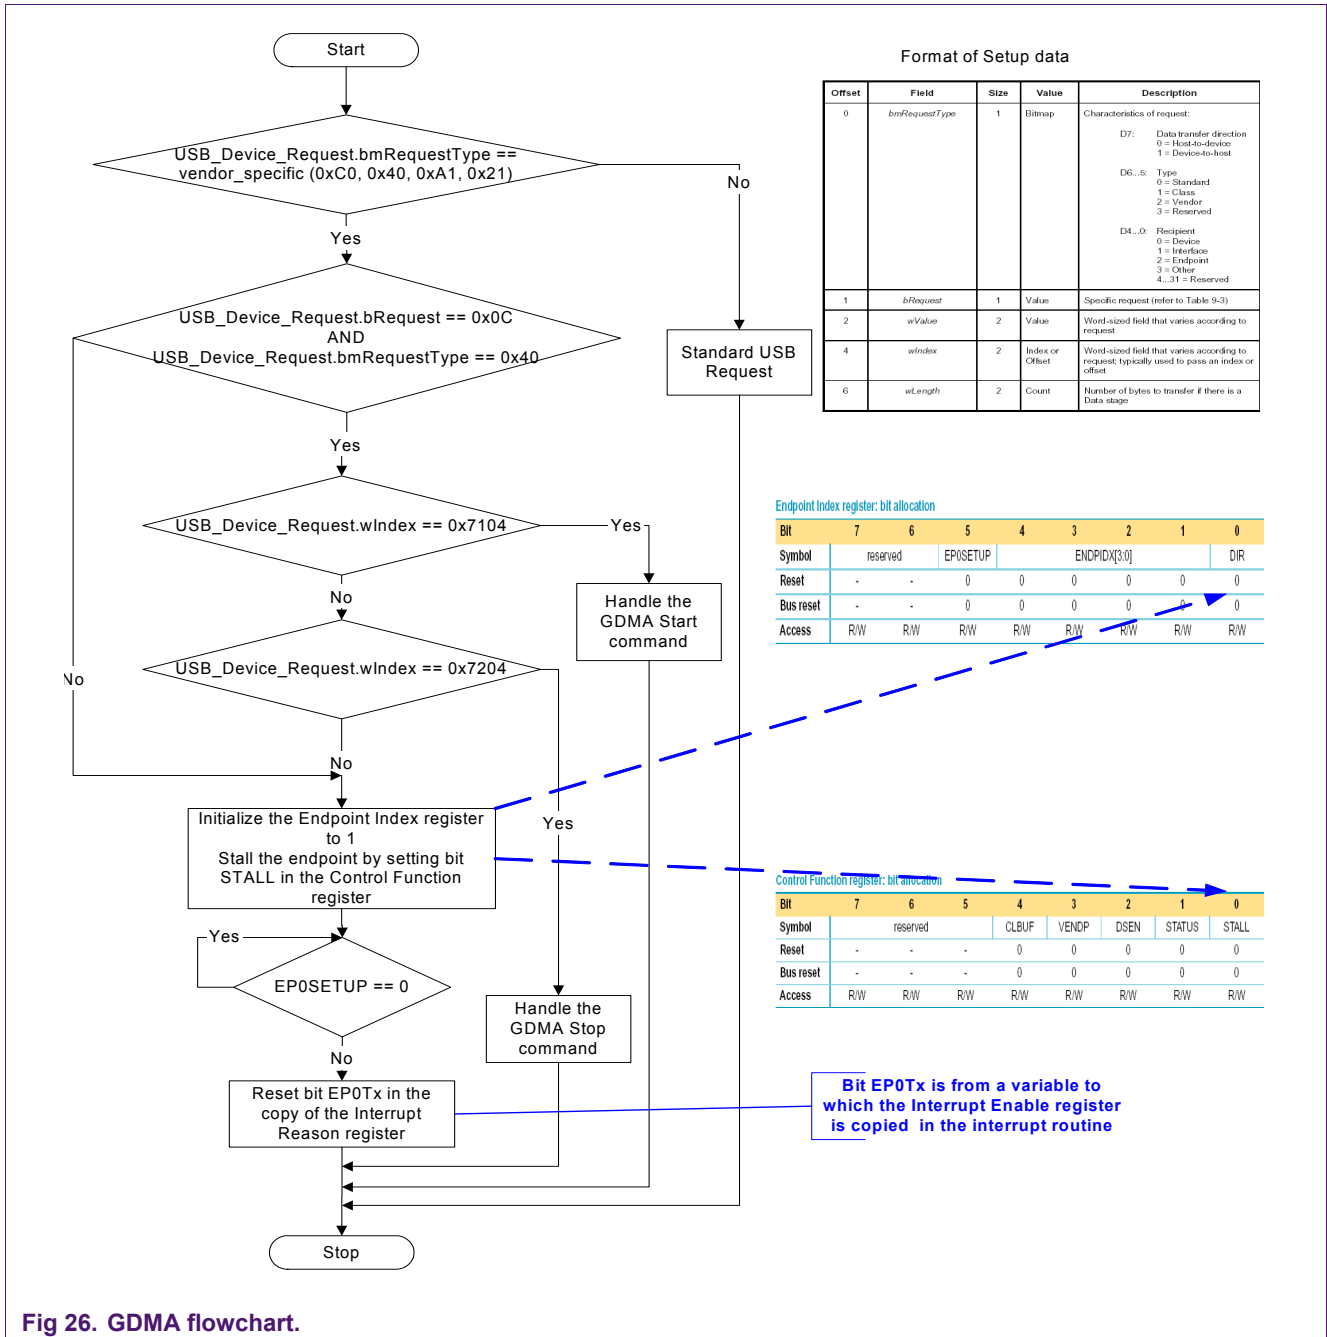 Start
USB_Device_Request.bmRequestType ==
vendor_specific (0xC0, 0x40, 0xA1, 0x21)
No
Yes
USB_Device_Request.bRequest == 0x0C
AND
USB_Device_Request.bmRequestType == 0x40
Standard USB
Request
Yes
USB_Device_Request.wIndex == 0x7104
Yes
No
Handle the
GDMA Start
command
USB_Device_Request.wIndex == 0x7204
No
No
Initialize the Endpoint Index register
to 1
Stall the endpoint by setting bit
STALL in the Control Function
register
Yes
Yes
EP0SETUP == 0
Handle the
GDMA Stop
command
No
Reset bit EP0Tx in the
copy of the Interrupt
Reason register
Stop
Format of Setup data
Offset Field Size Value Description
0 bmRequestType 1 Bitmap Characteristics of request:
D7: Data transfer direction
0 = Host-to-device
1 = Device-to-host
D6...5: Type
0 = Standard
1 = Class
2 = Vendor
3 = Reserved
D4...0: Recipient
0 = Device
1 = Interface
2 = Endpoint
3 = Other
4...31 = Reserved
1 bRequest 1 Value Specific request (refer to Table 9-3)
2 wValue 2 Value Word-sized field that varies according to
request
4 wIndex 2 Index or Word-sized field that varies according to
Offset request; typically used to pass an index or
offset
6 wLength 2 Count Number of bytes to transfer if there is a
Data stage
Endpoint Index register: bit allocation
Bit 7 6 5 4 3 2 1 0
Symbol reserved EP0SETUP ENDPIDX[3:0] DIR
Reset - - 0 0 0 0 0 0
Bus reset - - 0 0 0 0 0 0
Access R/W R/W R/W R/W R/W R/W R/W R/W
Control Function register: bit allocation
Bit 7 6 5 4 3 2 1 0
Symbol reserved CLBUF VENDP DSEN STATUS STALL
Reset - - - 0 0 0 0 0
Bus reset - - - 0 0 0 0 0
Access R/W R/W R/W R/W R/W R/W R/W R/W
Bit EP0Tx is from a variable to
which the Interrupt Enable register
is copied in the interrupt routine
Fig 26. GDMA flowchart.